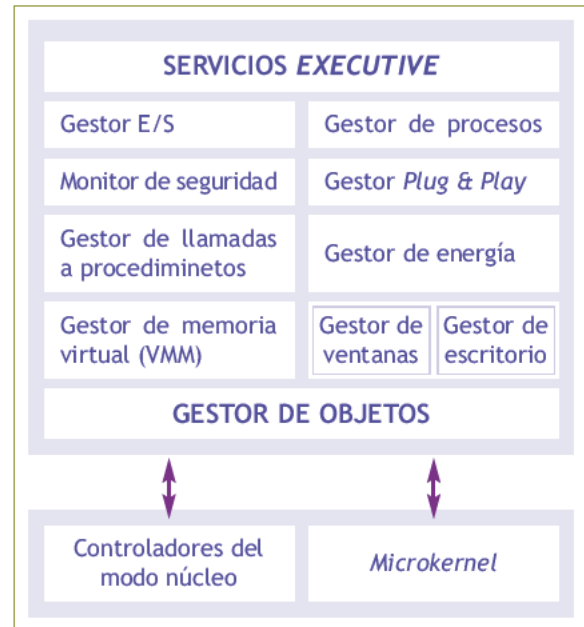 SERVICIOS EXECUTIVE
Gestor E/S
Gestor de procesos
Monitor de seguridad
Gestor Plug & Play
Gestor de llamadas
a procediminetos
Gestor de energía
Gestor de memoria
virtual (VMM)
Gestor de
ventanas
Gestor de
escritorio
GESTOR DE OBJETOS
Controladores del
modo núcleo
Microkernel